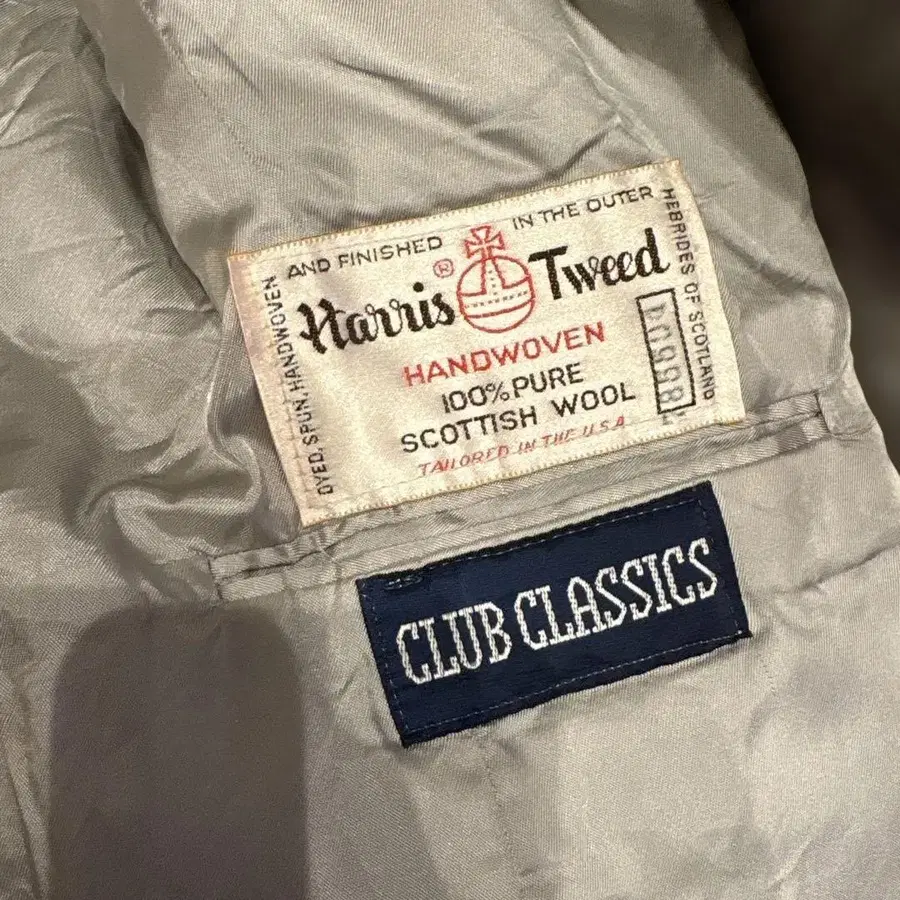 DYED, SPUN, HANDWOVEN
AND FINISHED
IN THE OUTER
HEBRIDES OF SCOTLAND
Harris ® Tweed
HANDWOVEN
100% PURE
SCOTTISH WOOL
TAILORED IN THE U.S.A
CLUB CLASSICS